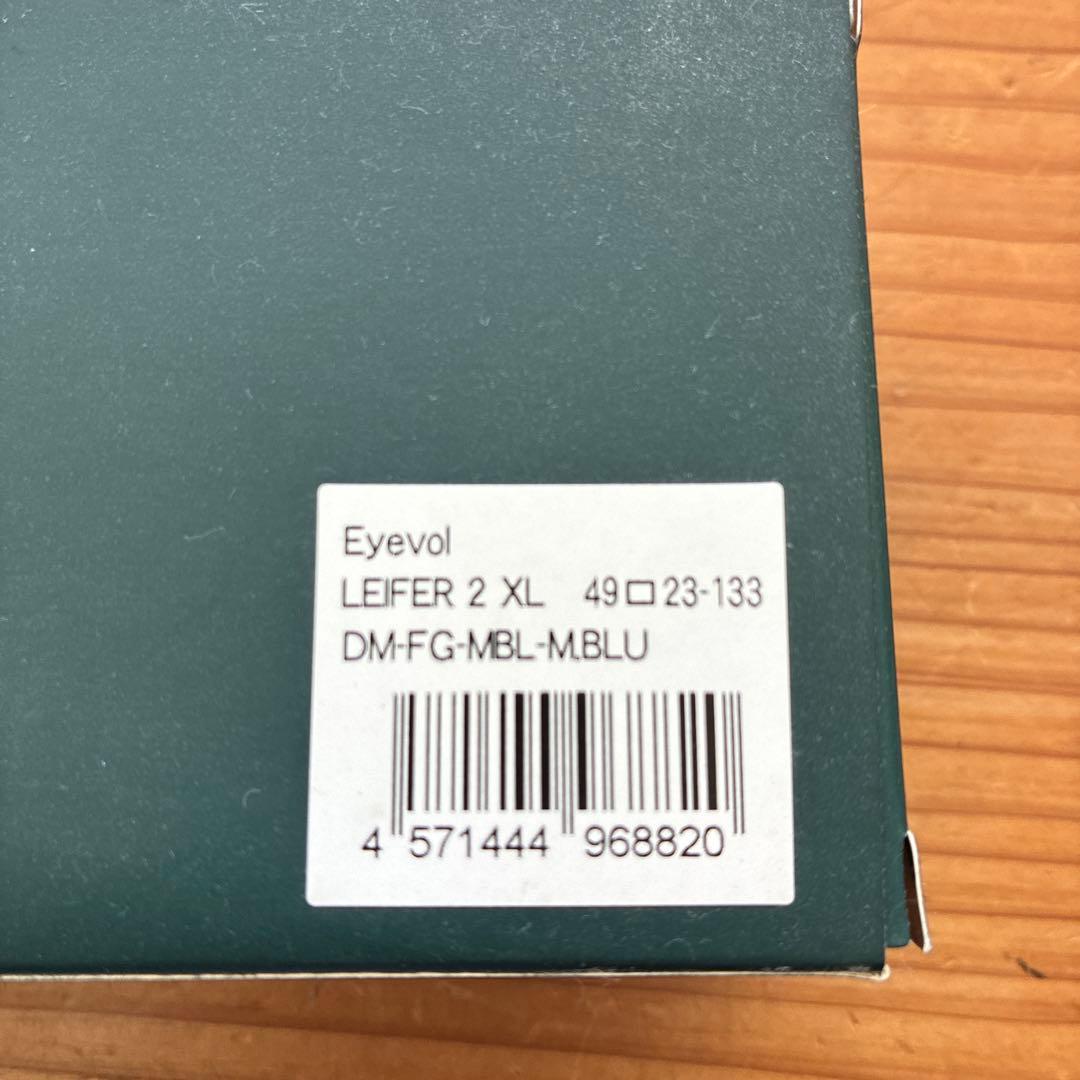 Eyevol
LEIFER 2 XL 49□23-133
DM-FG-MBL-M.BLU
4 571444 968820